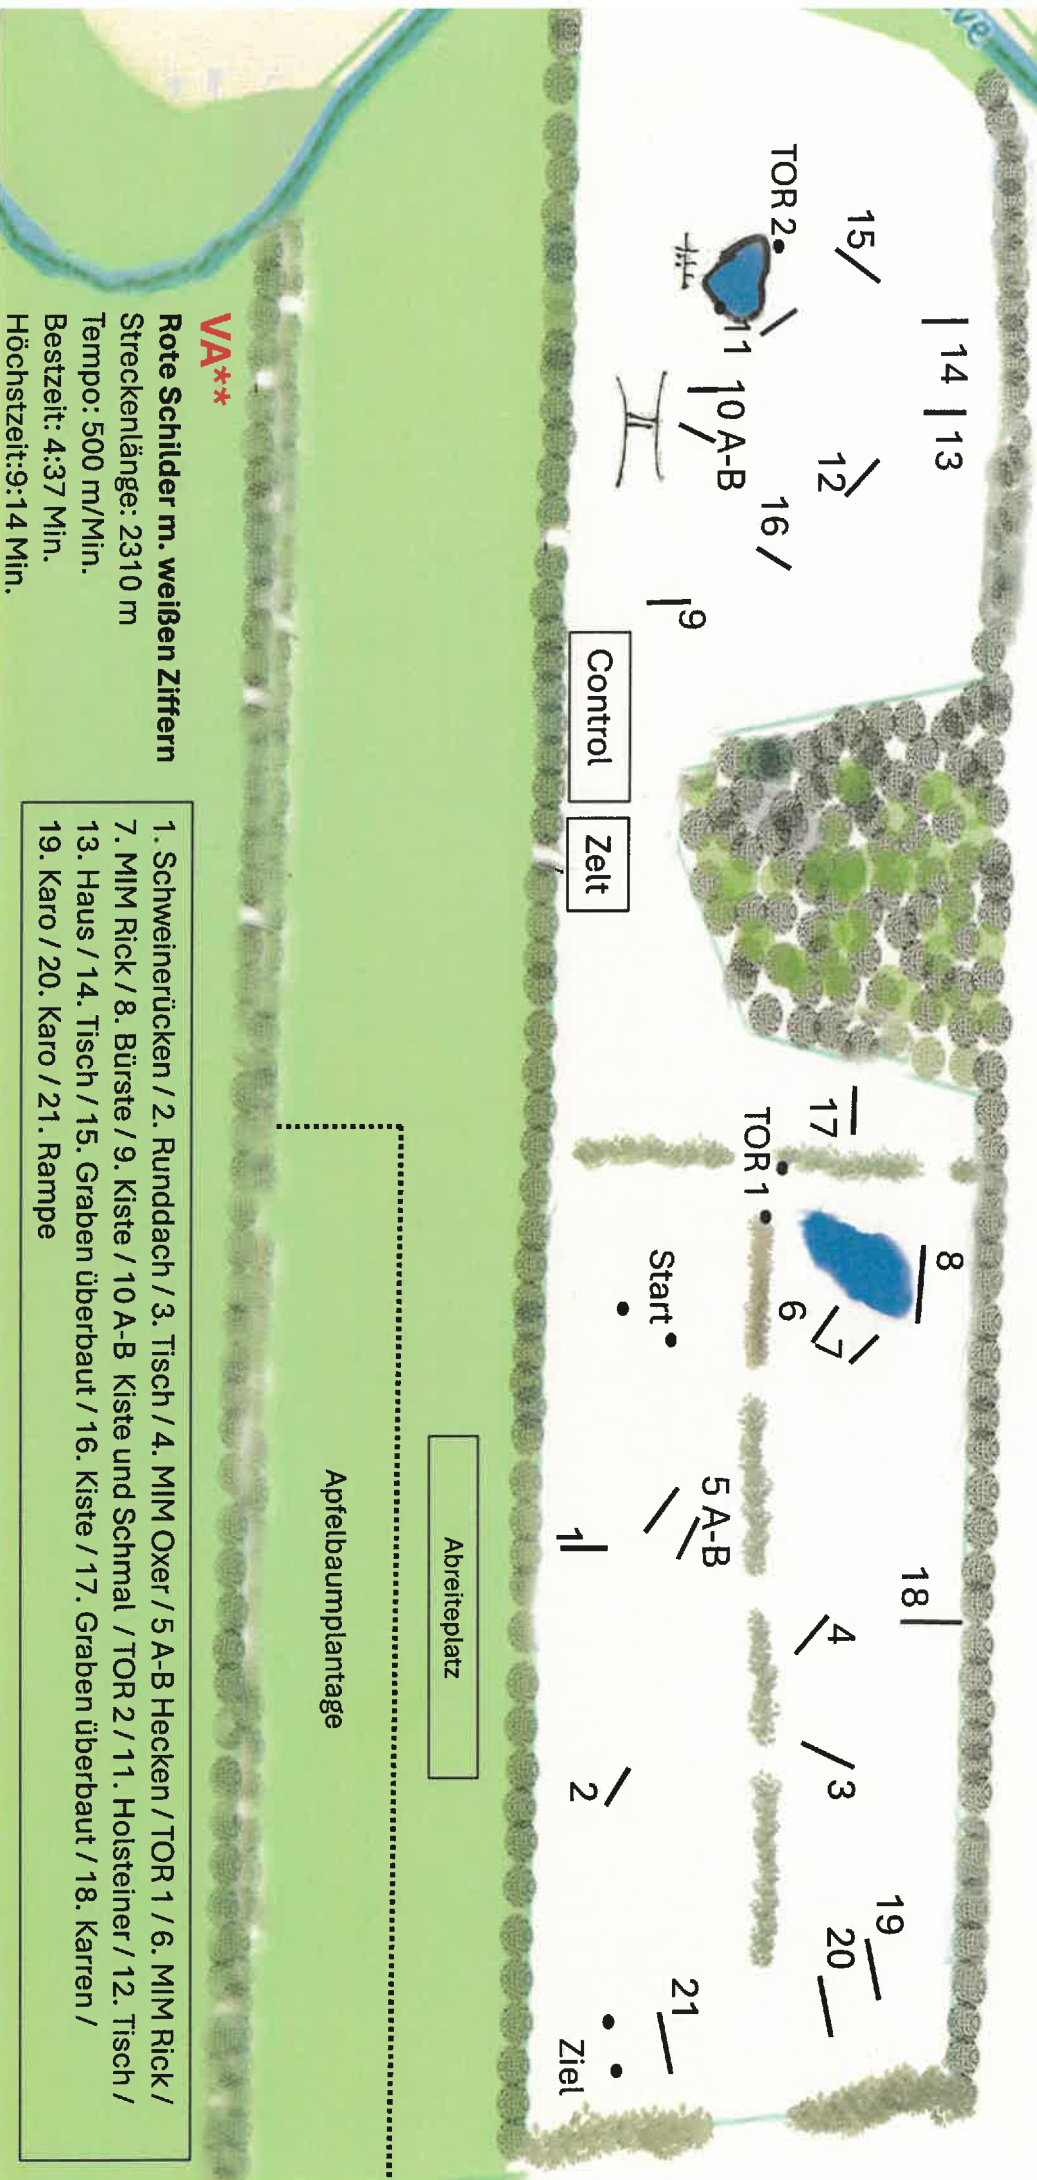 ve
TOR 2
15
14
13
11
10 A-B
12
16
9
Control
Zelt
17
TOR 1
8
Start
6
7
5 A-B
1
18
4
3
2
19
20
21
Ziel
Abreiteplatz
Apfelbaumplantage
VA**
Rote Schilder m. weißen Ziffern
Streckenlänge: 2310 m
Tempo: 500 m/Min.
Bestzeit: 4:37 Min.
Höchstzeit:9:14 Min.
1. Schweinerücken / 2. Runddach / 3. Tisch / 4. MIM Oxer / 5 A-B Hecken / TOR 1 / 6. MIM Rick /
7. MIM Rick / 8. Bürste / 9. Kiste / 10 A-B Kiste und Schmal / TOR 2 / 11. Holsteiner / 12. Tisch /
13. Haus / 14. Tisch / 15. Graben überbaut / 16. Kiste / 17. Graben überbaut / 18. Karren /
19. Karo / 20. Karo / 21. Rampe